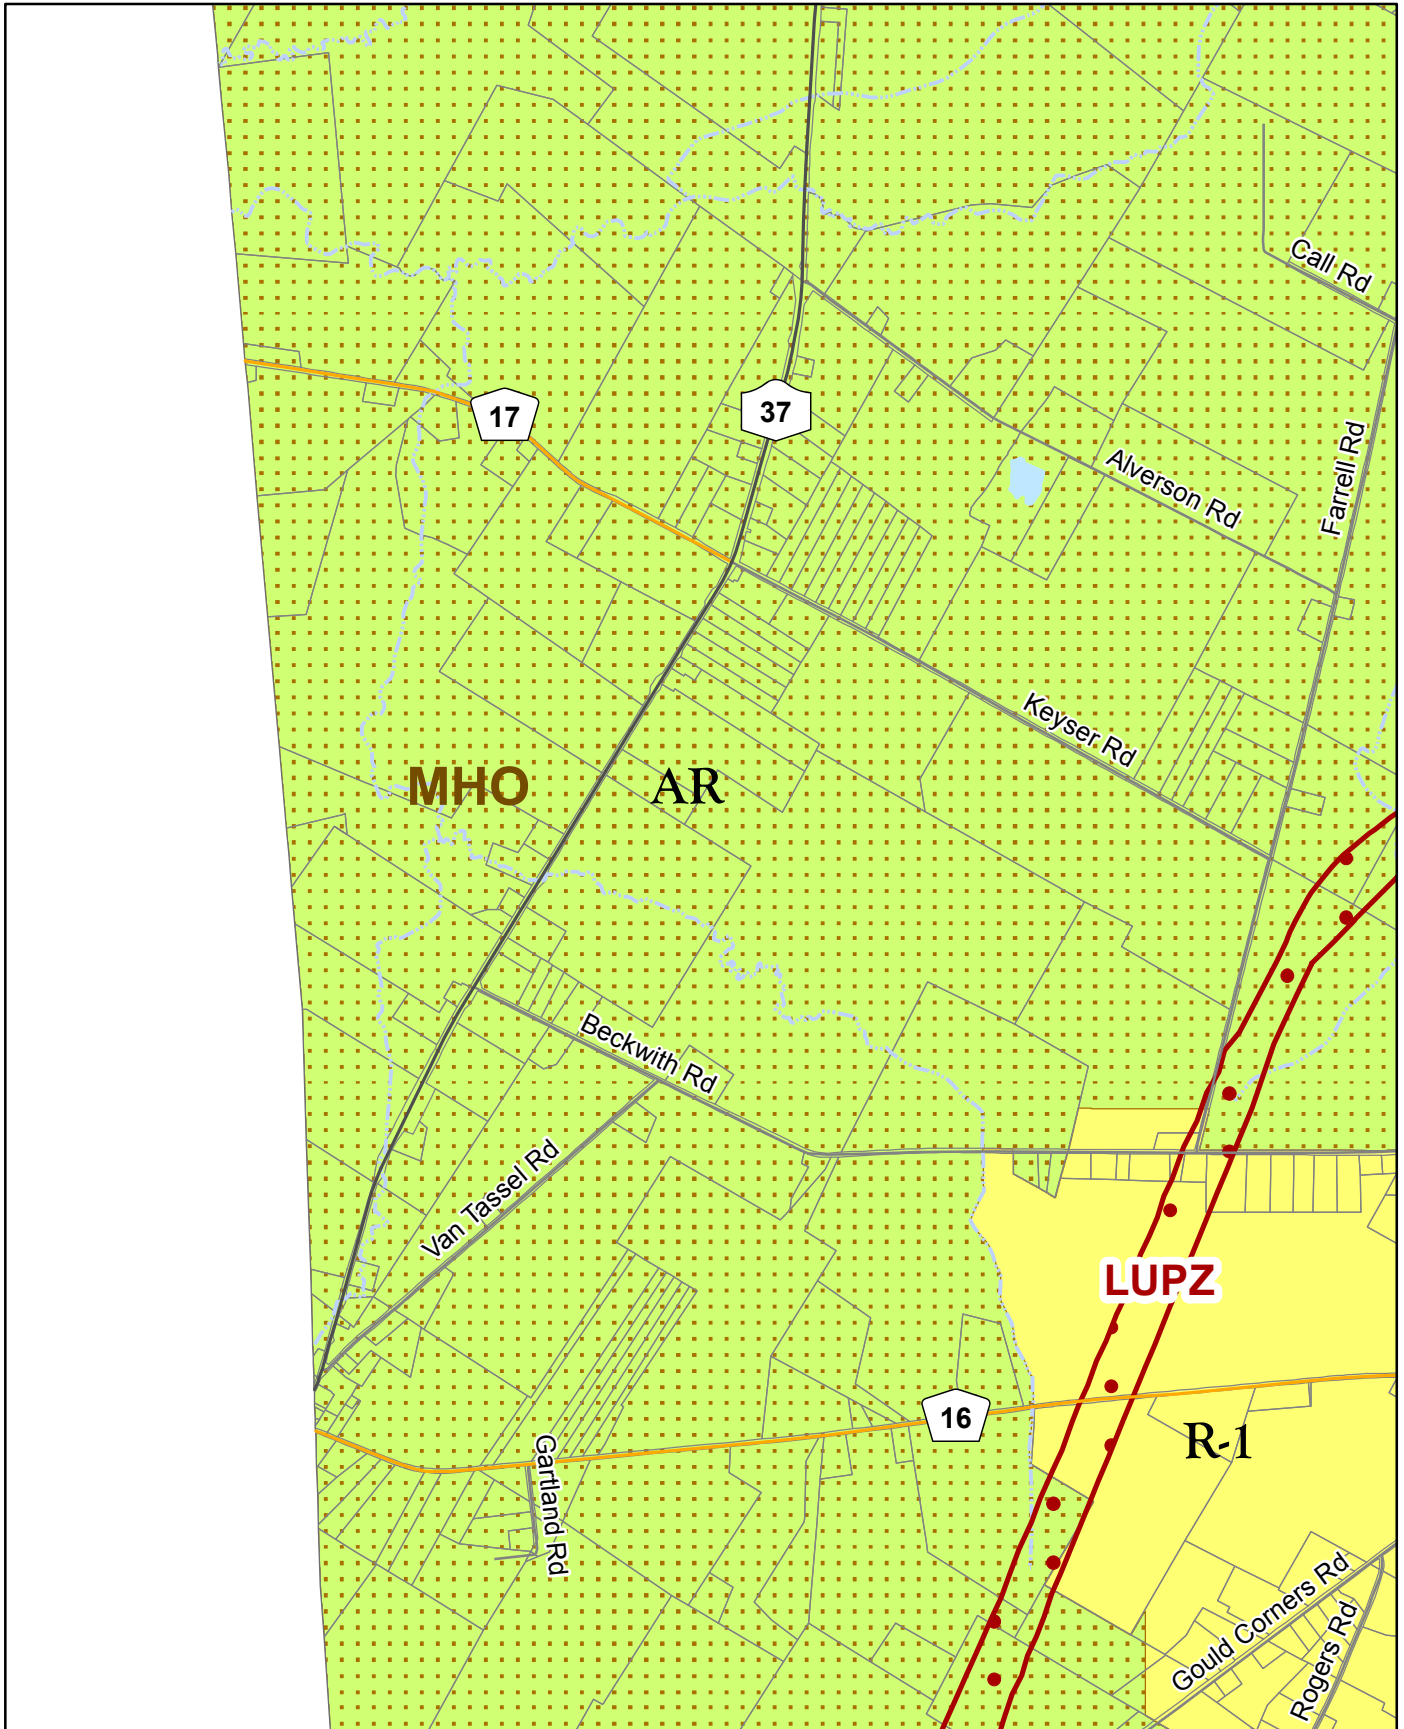 Call Rd
17
37
Farrell Rd
Alverson Rd
Keyser Rd
MHO
AR
Beckwith Rd
Van Tassel Rd
LUPZ
16
R-1
Gartland Rd
Gould Corners Rd
Rogers Rd